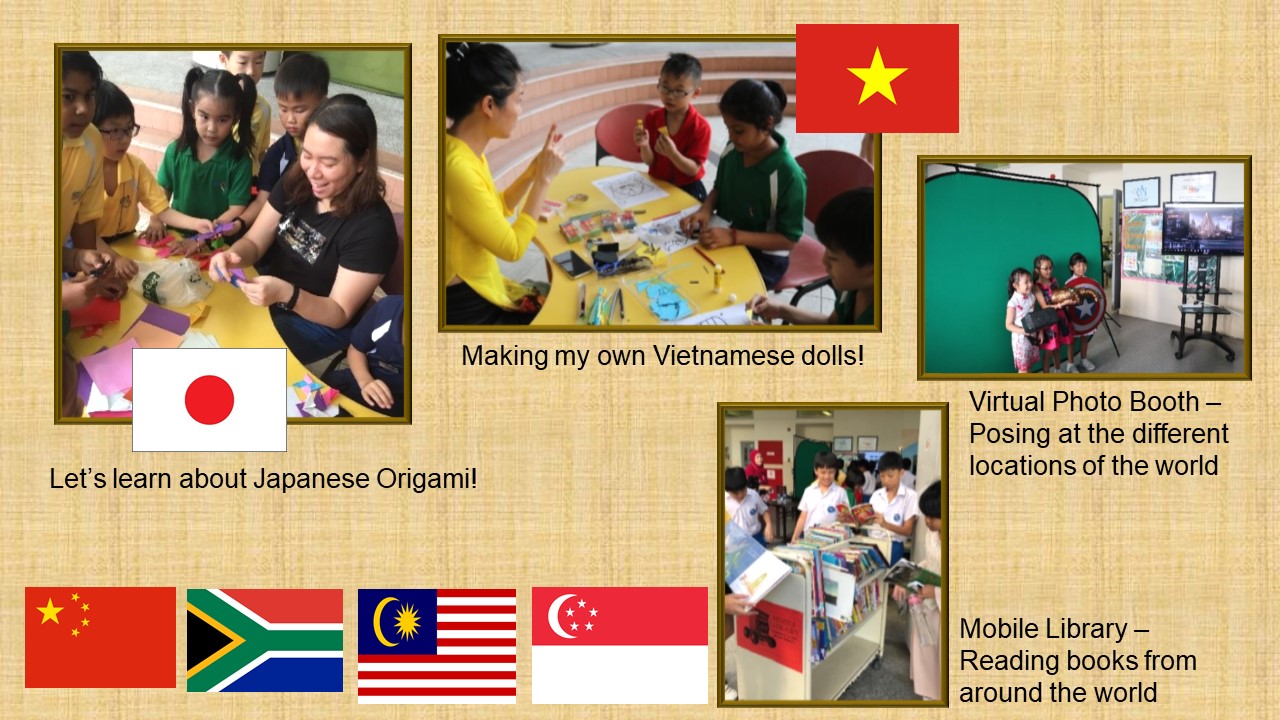 Making my own Vietnamese dolls!
Virtual Photo Booth –
Posing at the different
locations of the world
Let’s learn about Japanese Origami!
Mobile Library –
Reading books from
around the world